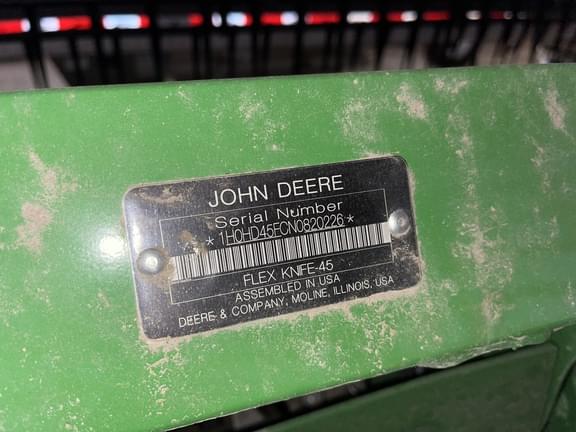 JOHN DEERE
Serial Number
*1H0HD45FCN0820226*
FLEX KNIFE-45
ASSEMBLED IN USA
DEERE & COMPANY, MOLINE, ILLINOIS, USA